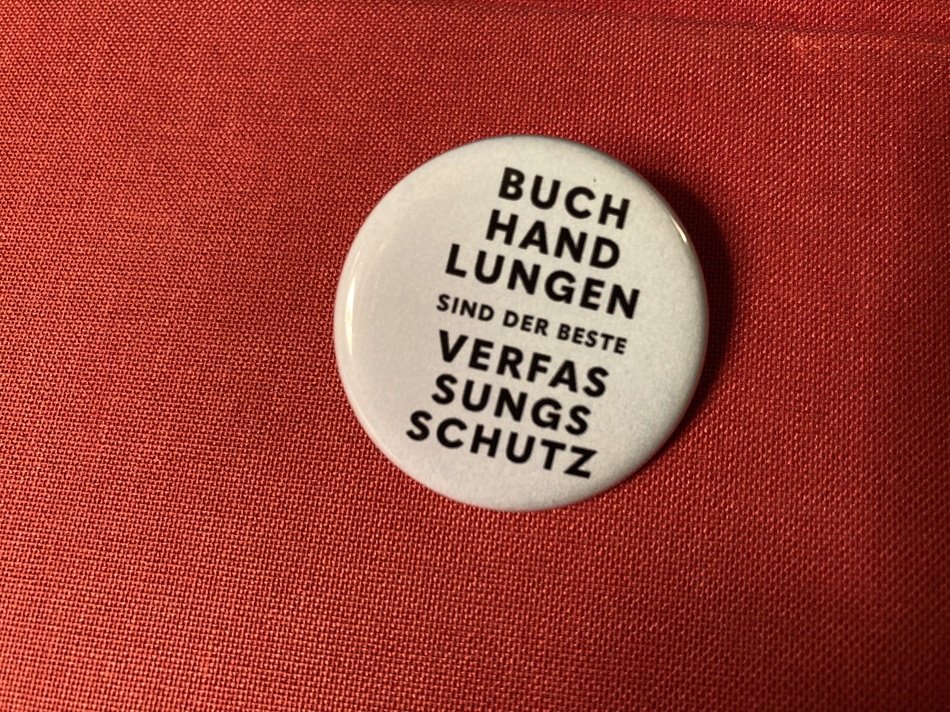 BUCH
HAND
LUNGEN
SIND DER BESTE
VERFAS
SUNGS
SCHUTZ